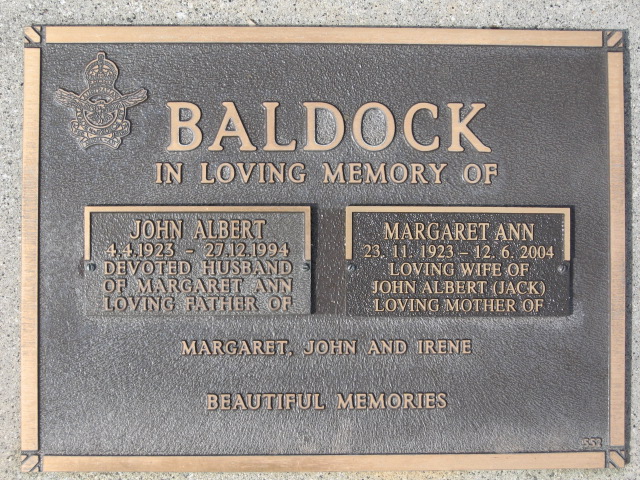 BALDOCK
IN LOVING MEMORY OF
JOHN ALBERT
4.4.1923 - 27.12.1994
DEVOTED HUSBAND
OF MARGARET ANN
LOVING FATHER OF
MARGARET ANN
23. 11. 1923 - 12. 6. 2004
LOVING WIFE OF
JOHN ALBERT (JACK)
LOVING MOTHER OF
MARGARET, JOHN AND IRENE
BEAUTIFUL MEMORIES
552